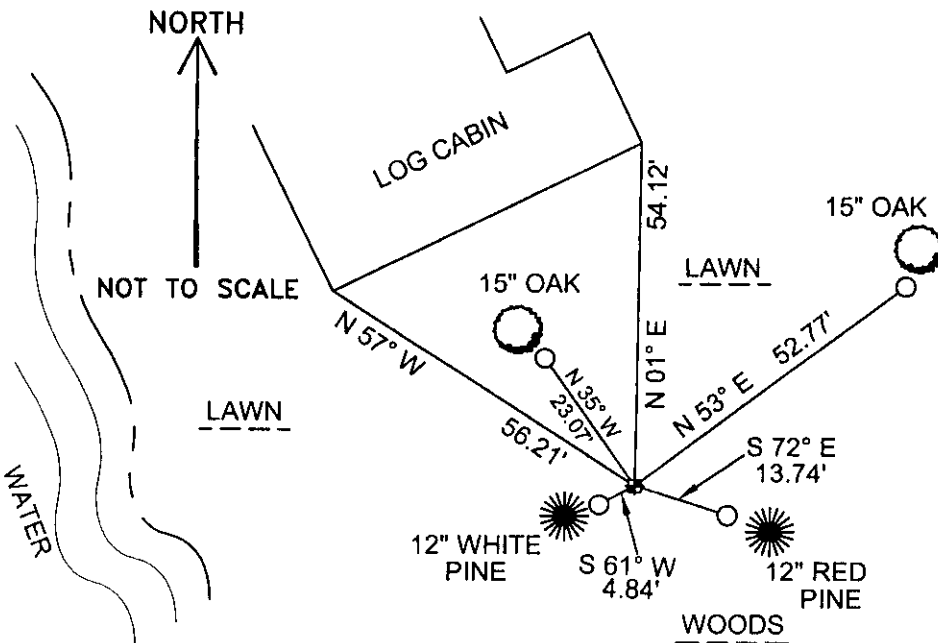 NORTH
LOG CABIN
54.12'
15" OAK
LAWN
NOT TO SCALE
15" OAK
N 57° W
N 35° W
23.07'
N 01° E
N 53° E 52.77'
LAWN
56.21'
S 72° E
13.74'
WATER
12" WHITE
PINE
S 61° W
4.84'
12" RED
PINE
WOODS